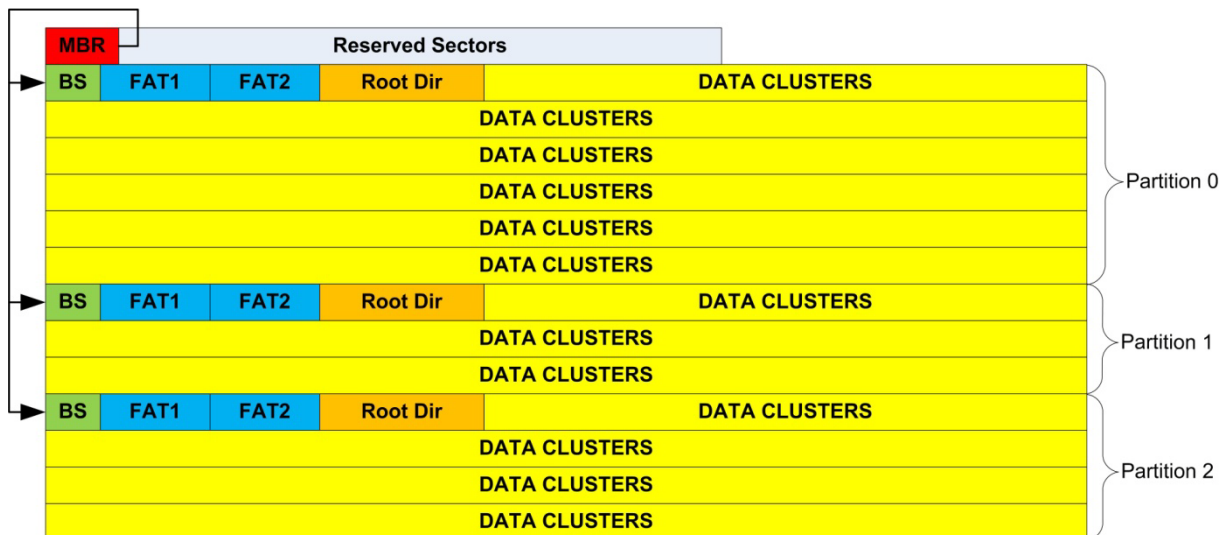 MBR Reserved Sectors
BS FAT1 FAT2 Root Dir DATA CLUSTERS
DATA CLUSTERS
DATA CLUSTERS
DATA CLUSTERS
Partition 0
DATA CLUSTERS
DATA CLUSTERS
BS FAT1 FAT2 Root Dir DATA CLUSTERS
DATA CLUSTERS
Partition 1
DATA CLUSTERS
BS FAT1 FAT2 Root Dir DATA CLUSTERS
DATA CLUSTERS
Partition 2
DATA CLUSTERS
DATA CLUSTERS